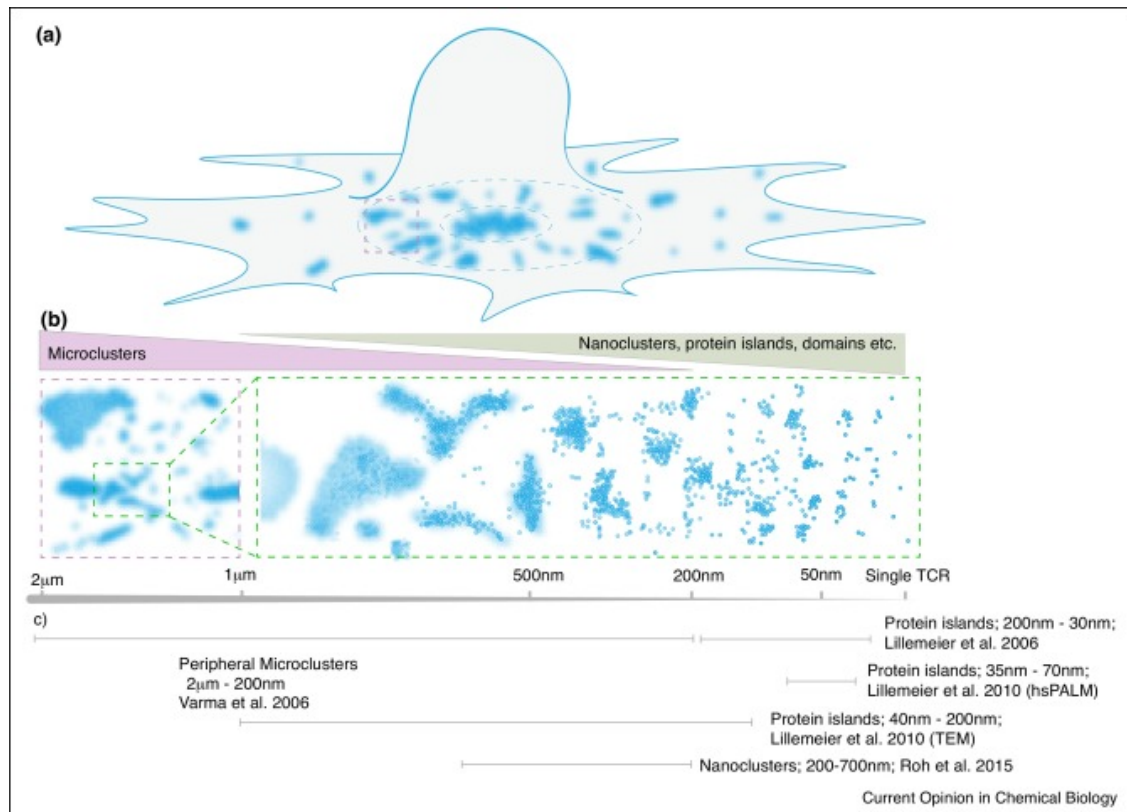 (a)
(b)
Microclusters
Nanoclusters, protein islands, domains etc.
2μm
1μm
500nm
200nm
50nm
Single TCR
c)
Protein islands; 200nm - 30nm;
Lillemeier et al. 2006
Peripheral Microclusters
2μm - 200nm
Varma et al. 2006
Protein islands; 35nm - 70nm;
Lillemeier et al. 2010 (hsPALM)
Protein islands; 40nm - 200nm;
Lillemeier et al. 2010 (TEM)
Nanoclusters; 200-700nm; Roh et al. 2015
Current Opinion in Chemical Biology